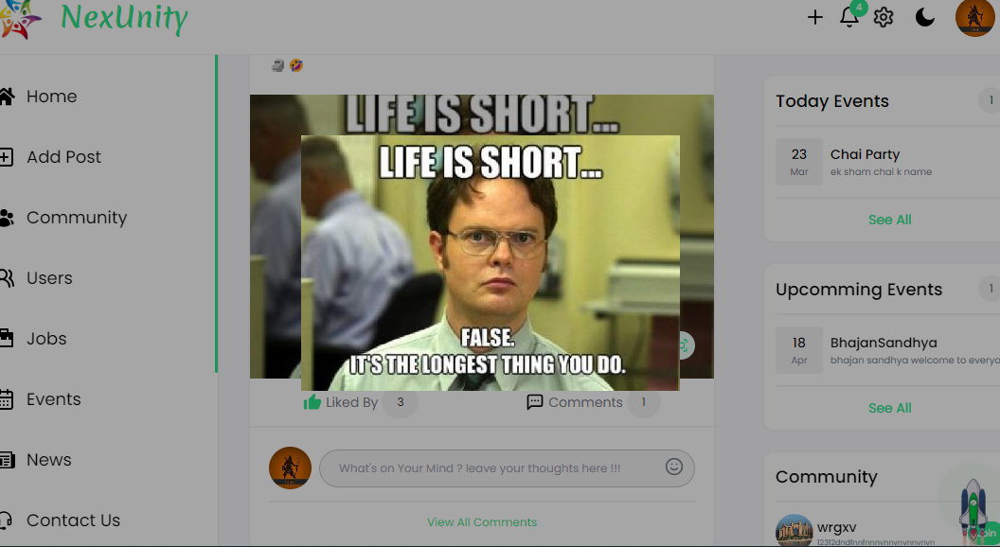 NexUnity
4
Home
Add Post
Community
Users
Jobs
Events
News
Contact Us
LIFE IS SHORT...
LIFE IS SHORT...
FALSE.
IT'S THE LONGEST THING YOU DO.
Liked By 3
Comments 1
What's on Your Mind ? leave your thoughts here !!!
View All Comments
Today Events 1
23 Mar
Chai Party
ek sham chai k name
See All
Upcomming Events 1
18 Apr
BhajanSandhya
bhajan sandhya welcome to everyo
See All
Community
wrgxv